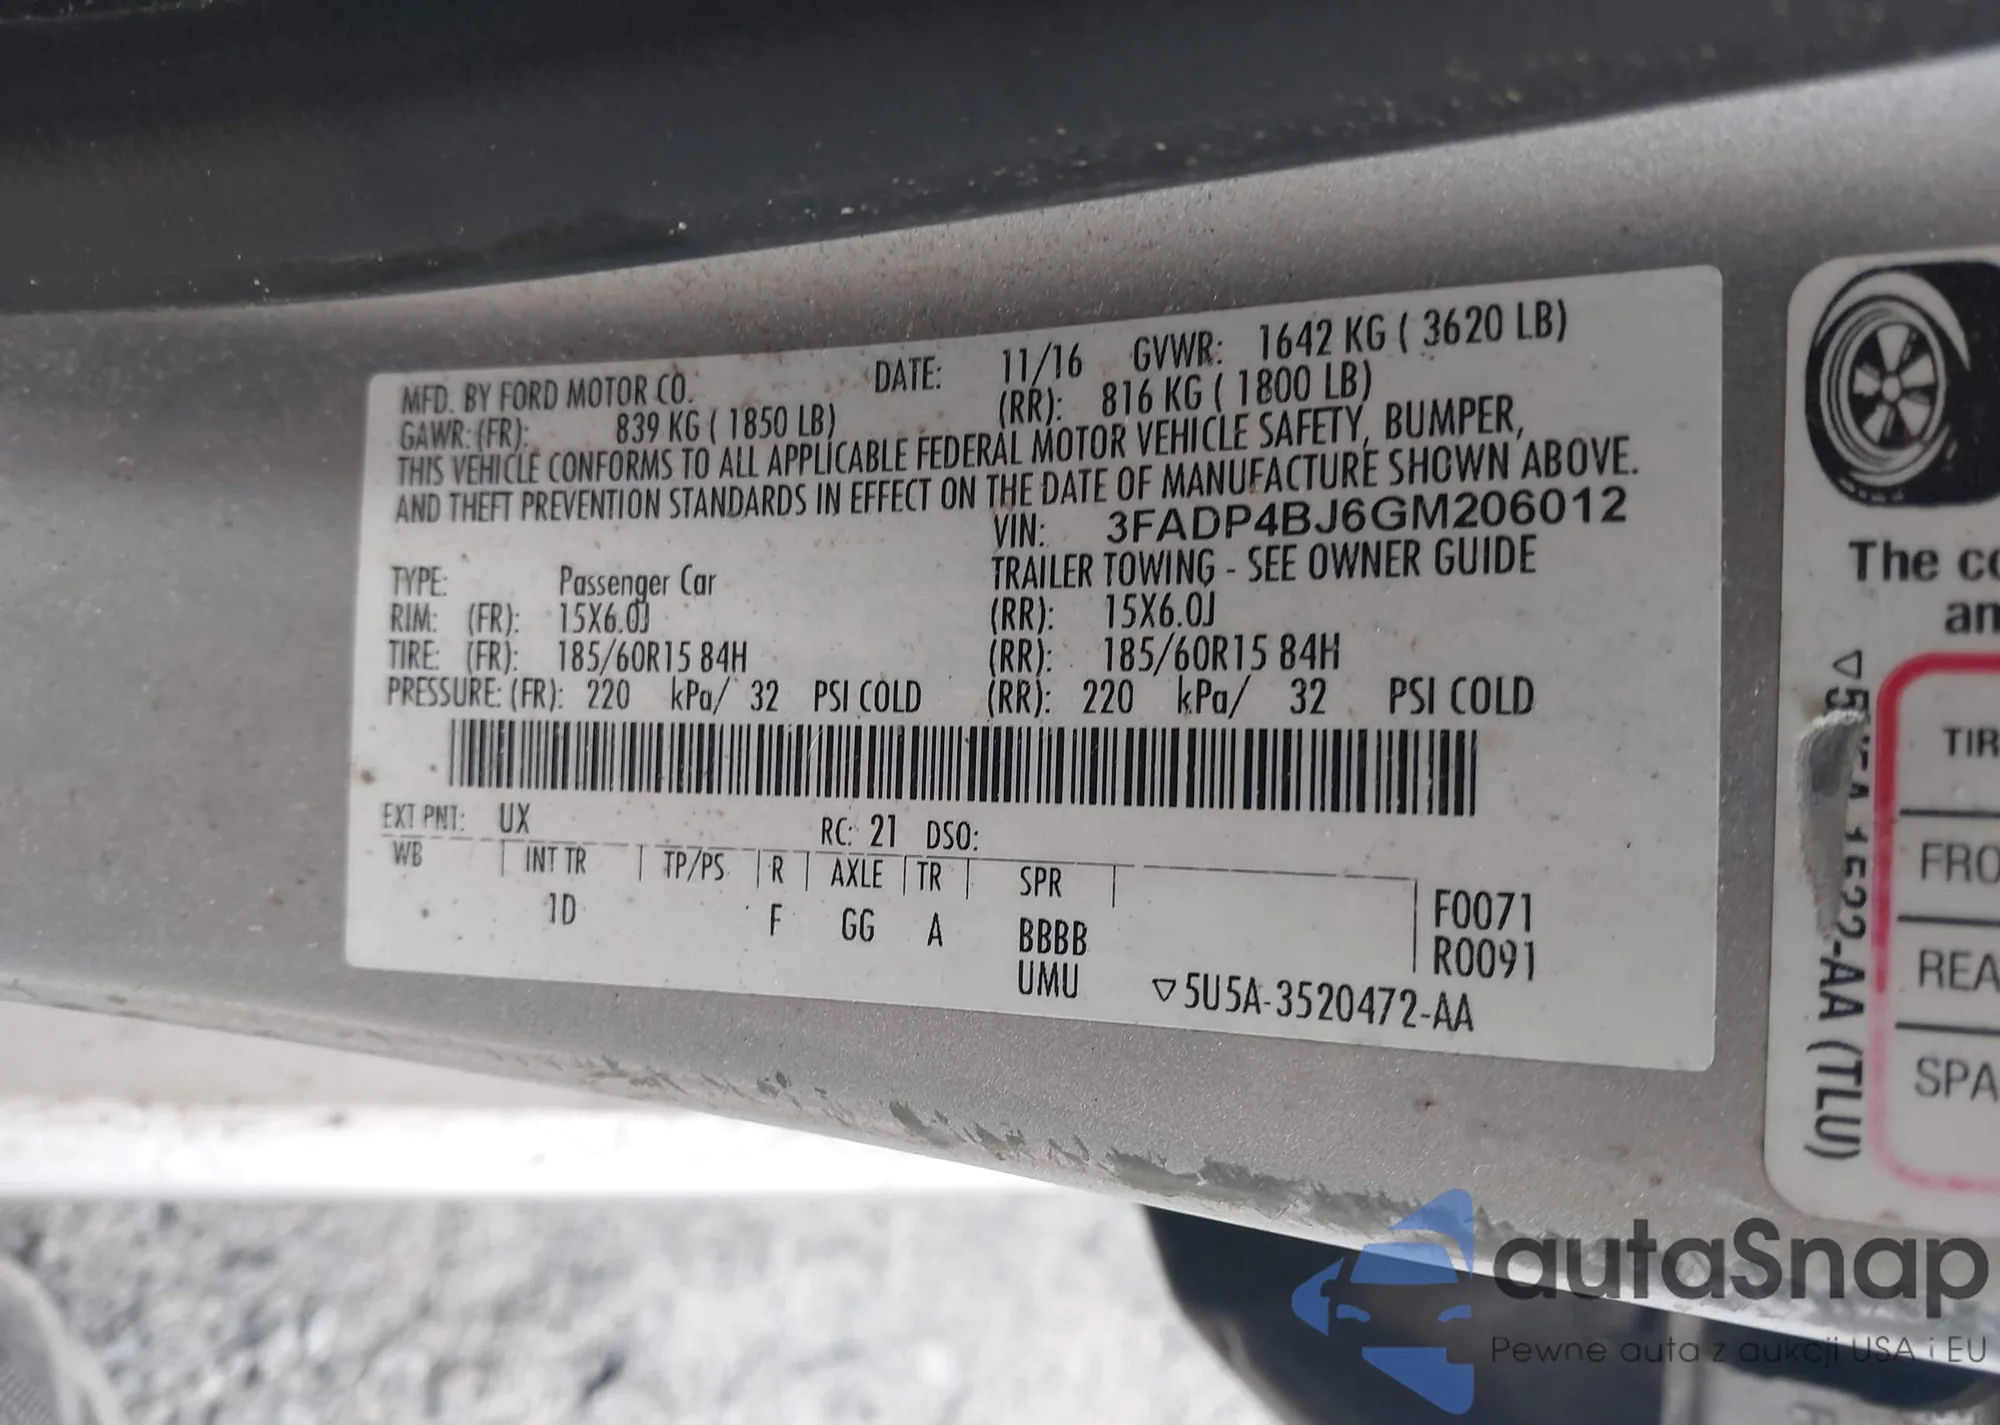 MFD. BY FORD MOTOR CO. DATE: 11/16 GVWR: 1642 KG ( 3620 LB)
GAWR: (FR): 839 KG ( 1850 LB) (RR): 816 KG ( 1800 LB)
THIS VEHICLE CONFORMS TO ALL APPLICABLE FEDERAL MOTOR VEHICLE SAFETY, BUMPER,
AND THEFT PREVENTION STANDARDS IN EFFECT ON THE DATE OF MANUFACTURE SHOWN ABOVE.
VIN: 3FADP4BJ6GM206012
TYPE: Passenger Car TRAILER TOWING - SEE OWNER GUIDE
RIM: (FR): 15X6.0J (RR): 15X6.0J
TIRE: (FR): 185/60R15 84H (RR): 185/60R15 84H
PRESSURE: (FR): 220 kPa/ 32 PSI COLD (RR): 220 kPa/ 32 PSI COLD
EXT PNT: UX RC: 21 DSO:
WB INT TR TP/PS R AXLE TR SPR
1D F GG A BBBB F0071
UMU R0091
▽5U5A-3520472-AA
The
an
TIR
FRO
REA
SPA
1522-AA (TLU)
autaSnap
Pewne auta z aukcji USA i EU